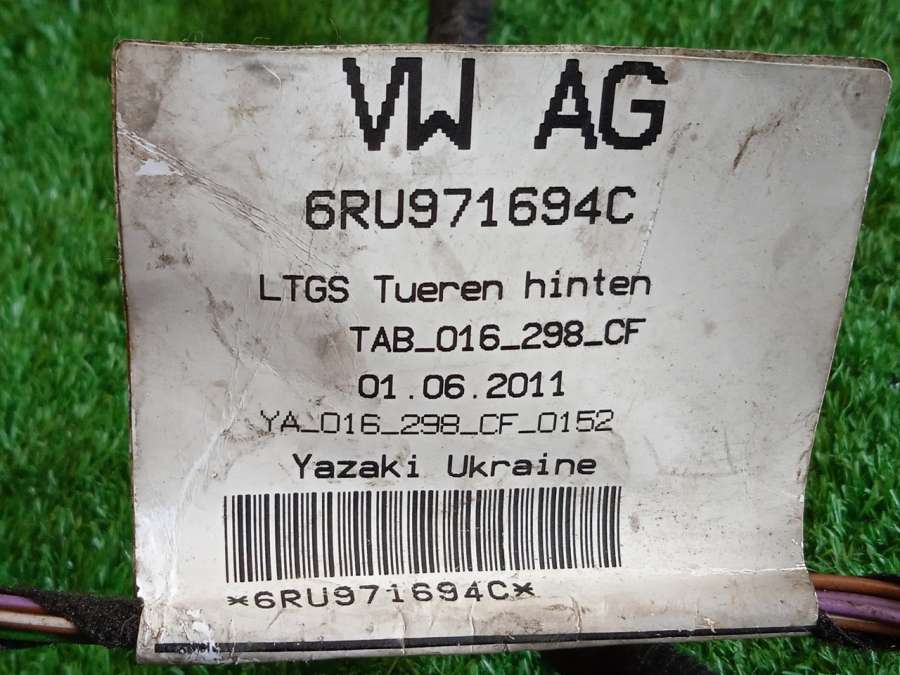 VW AG
6RU971694C
LTGS Tueren hinten
TAB_016_298_CF
01.06.2011
YA_016_298_CF_0152
Yazaki Ukraine
*6RU971694C*